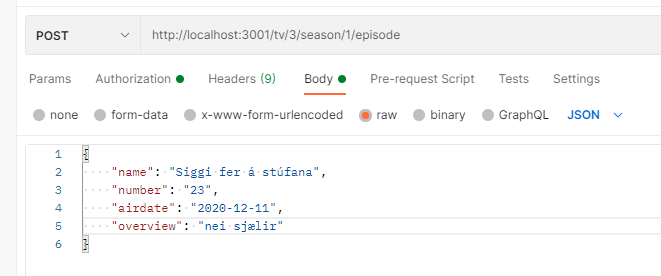 POST http://localhost:3001/tv/3/season/1/episode
Params Authorization Headers (9) Body Pre-request Script Tests Settings
none form-data x-www-form-urlencoded raw binary GraphQL JSON
1 {
2 "name": "Siggi fer á stúfana",
3 "number": "23",
4 "airdate": "2020-12-11",
5 "overview": "nei sjælir"
6 }